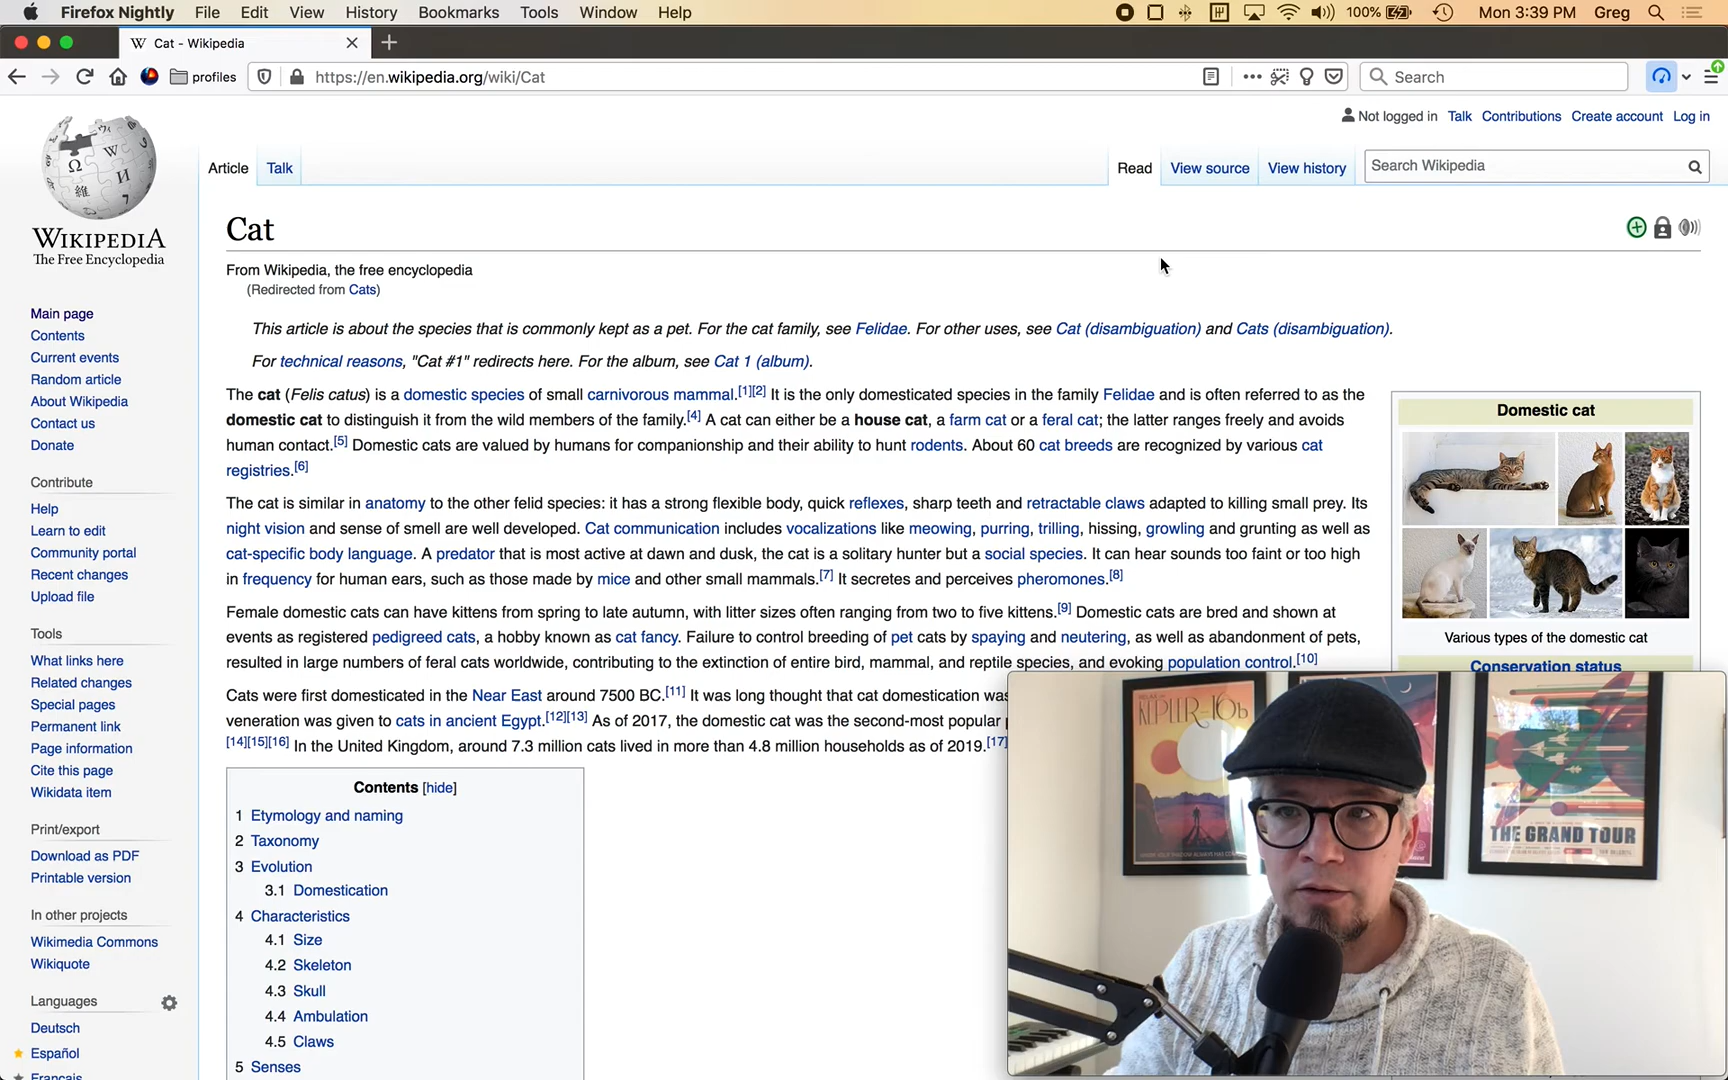 Firefox Nightly File Edit View History Bookmarks Tools Window Help 100% Mon 3:39 PM Greg
Cat - Wikipedia
profiles https://en.wikipedia.org/wiki/Cat Search
Not logged in Talk Contributions Create account Log in
Article Talk Read View source View history Search Wikipedia
WIKIPEDIA
The Free Encyclopedia
Main page
Contents
Current events
Random article
About Wikipedia
Contact us
Donate
Contribute
Help
Learn to edit
Community portal
Recent changes
Upload file
Tools
What links here
Related changes
Special pages
Permanent link
Page information
Cite this page
Wikidata item
Print/export
Download as PDF
Printable version
In other projects
Wikimedia Commons
Wikiquote
Languages
Deutsch
Español
Français
Cat
From Wikipedia, the free encyclopedia
(Redirected from Cats)
This article is about the species that is commonly kept as a pet. For the cat family, see Felidae. For other uses, see Cat (disambiguation) and Cats (disambiguation).
For technical reasons, "Cat #1" redirects here. For the album, see Cat 1 (album).
The cat (Felis catus) is a domestic species of small carnivorous mammal.[1][2] It is the only domesticated species in the family Felidae and is often referred to as the
domestic cat to distinguish it from the wild members of the family.[4] A cat can either be a house cat, a farm cat or a feral cat; the latter ranges freely and avoids
human contact.[5] Domestic cats are valued by humans for companionship and their ability to hunt rodents. About 60 cat breeds are recognized by various cat
registries.[6]
The cat is similar in anatomy to the other felid species: it has a strong flexible body, quick reflexes, sharp teeth and retractable claws adapted to killing small prey. Its
night vision and sense of smell are well developed. Cat communication includes vocalizations like meowing, purring, trilling, hissing, growling and grunting as well as
cat-specific body language. A predator that is most active at dawn and dusk, the cat is a solitary hunter but a social species. It can hear sounds too faint or too high
in frequency for human ears, such as those made by mice and other small mammals.[7] It secretes and perceives pheromones.[8]
Female domestic cats can have kittens from spring to late autumn, with litter sizes often ranging from two to five kittens.[9] Domestic cats are bred and shown at
events as registered pedigreed cats, a hobby known as cat fancy. Failure to control breeding of pet cats by spaying and neutering, as well as abandonment of pets,
resulted in large numbers of feral cats worldwide, contributing to the extinction of entire bird, mammal, and reptile species, and evoking population control.[10]
Cats were first domesticated in the Near East around 7500 BC.[11] It was long thought that cat domestication was
veneration was given to cats in ancient Egypt.[12][13] As of 2017, the domestic cat was the second-most popular
[14][15][16] In the United Kingdom, around 7.3 million cats lived in more than 4.8 million households as of 2019.[17]
Contents [hide]
1 Etymology and naming
2 Taxonomy
3 Evolution
3.1 Domestication
4 Characteristics
4.1 Size
4.2 Skeleton
4.3 Skull
4.4 Ambulation
4.5 Claws
5 Senses
Domestic cat
Various types of the domestic cat
Conservation status
KEPLER-16b
THE GRAND TOUR